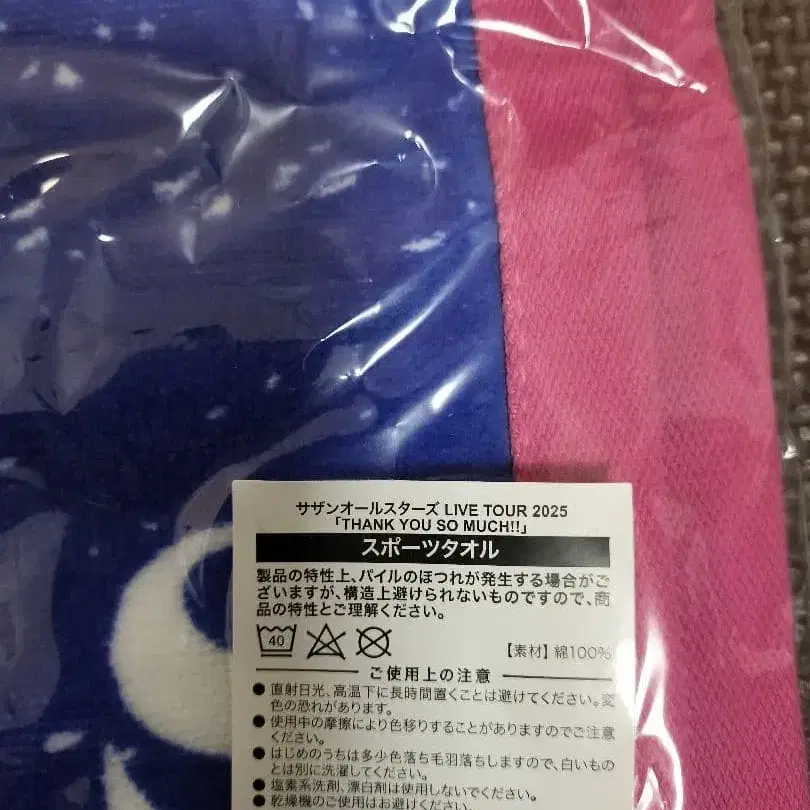 サザンオールスターズ LIVE TOUR 2025
「THANK YOU SO MUCH!!」
スポーツタオル
製品の特性上、パイルのほつれが発生する場合がご
ざいますが、構造上避けられないものですので、商
品の特性とご理解ください。
40
【素材】綿100%
ご使用上の注意
● 直射日光、高温下に長時間置くことは避けてください。変
色の恐れがあります。
● 使用中の摩擦により色移りすることがありますのでご注意
ください。
● はじめのうちは多少色落ち毛羽落ちしますので、白いもの
とは別に洗濯してください。
● 塩素系洗剤、漂白剤は使用しないでください。
● 乾燥機のご使用はお避けください。